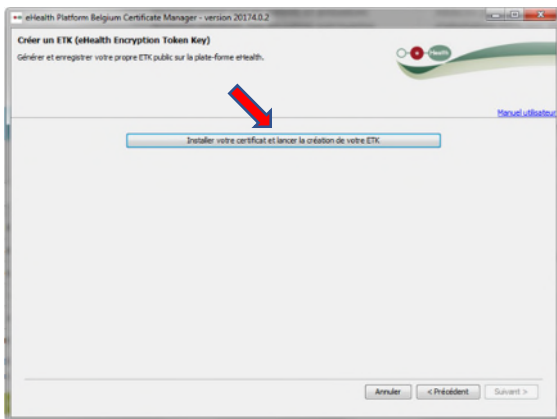 eHealth Platform Belgium Certificate Manager - version 20174.0.2
Créer un ETK (eHealth Encryption Token Key)
Générer et enregistrer votre propre ETK public sur la plate-forme eHealth.
Health
Manuel utilisateur
Installer votre certificat et lancer la création de votre ETK
Annuler
< Précédent
Suivant >